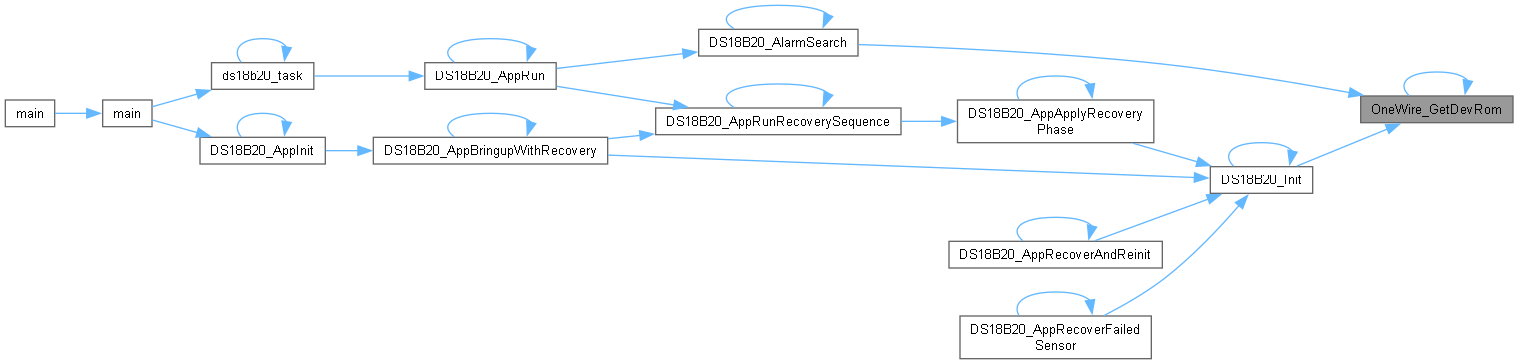 main
main
ds18b20_task
DS18B20_AppInit
DS18B20_AppRun
DS18B20_AppBringupWithRecovery
DS18B20_AlarmSearch
DS18B20_AppRunRecoverySequence
DS18B20_AppApplyRecovery
Phase
DS18B20_AppRecoverAndReinit
DS18B20_AppRecoverFailed
Sensor
DS18B20_Init
OneWire_GetDevRom